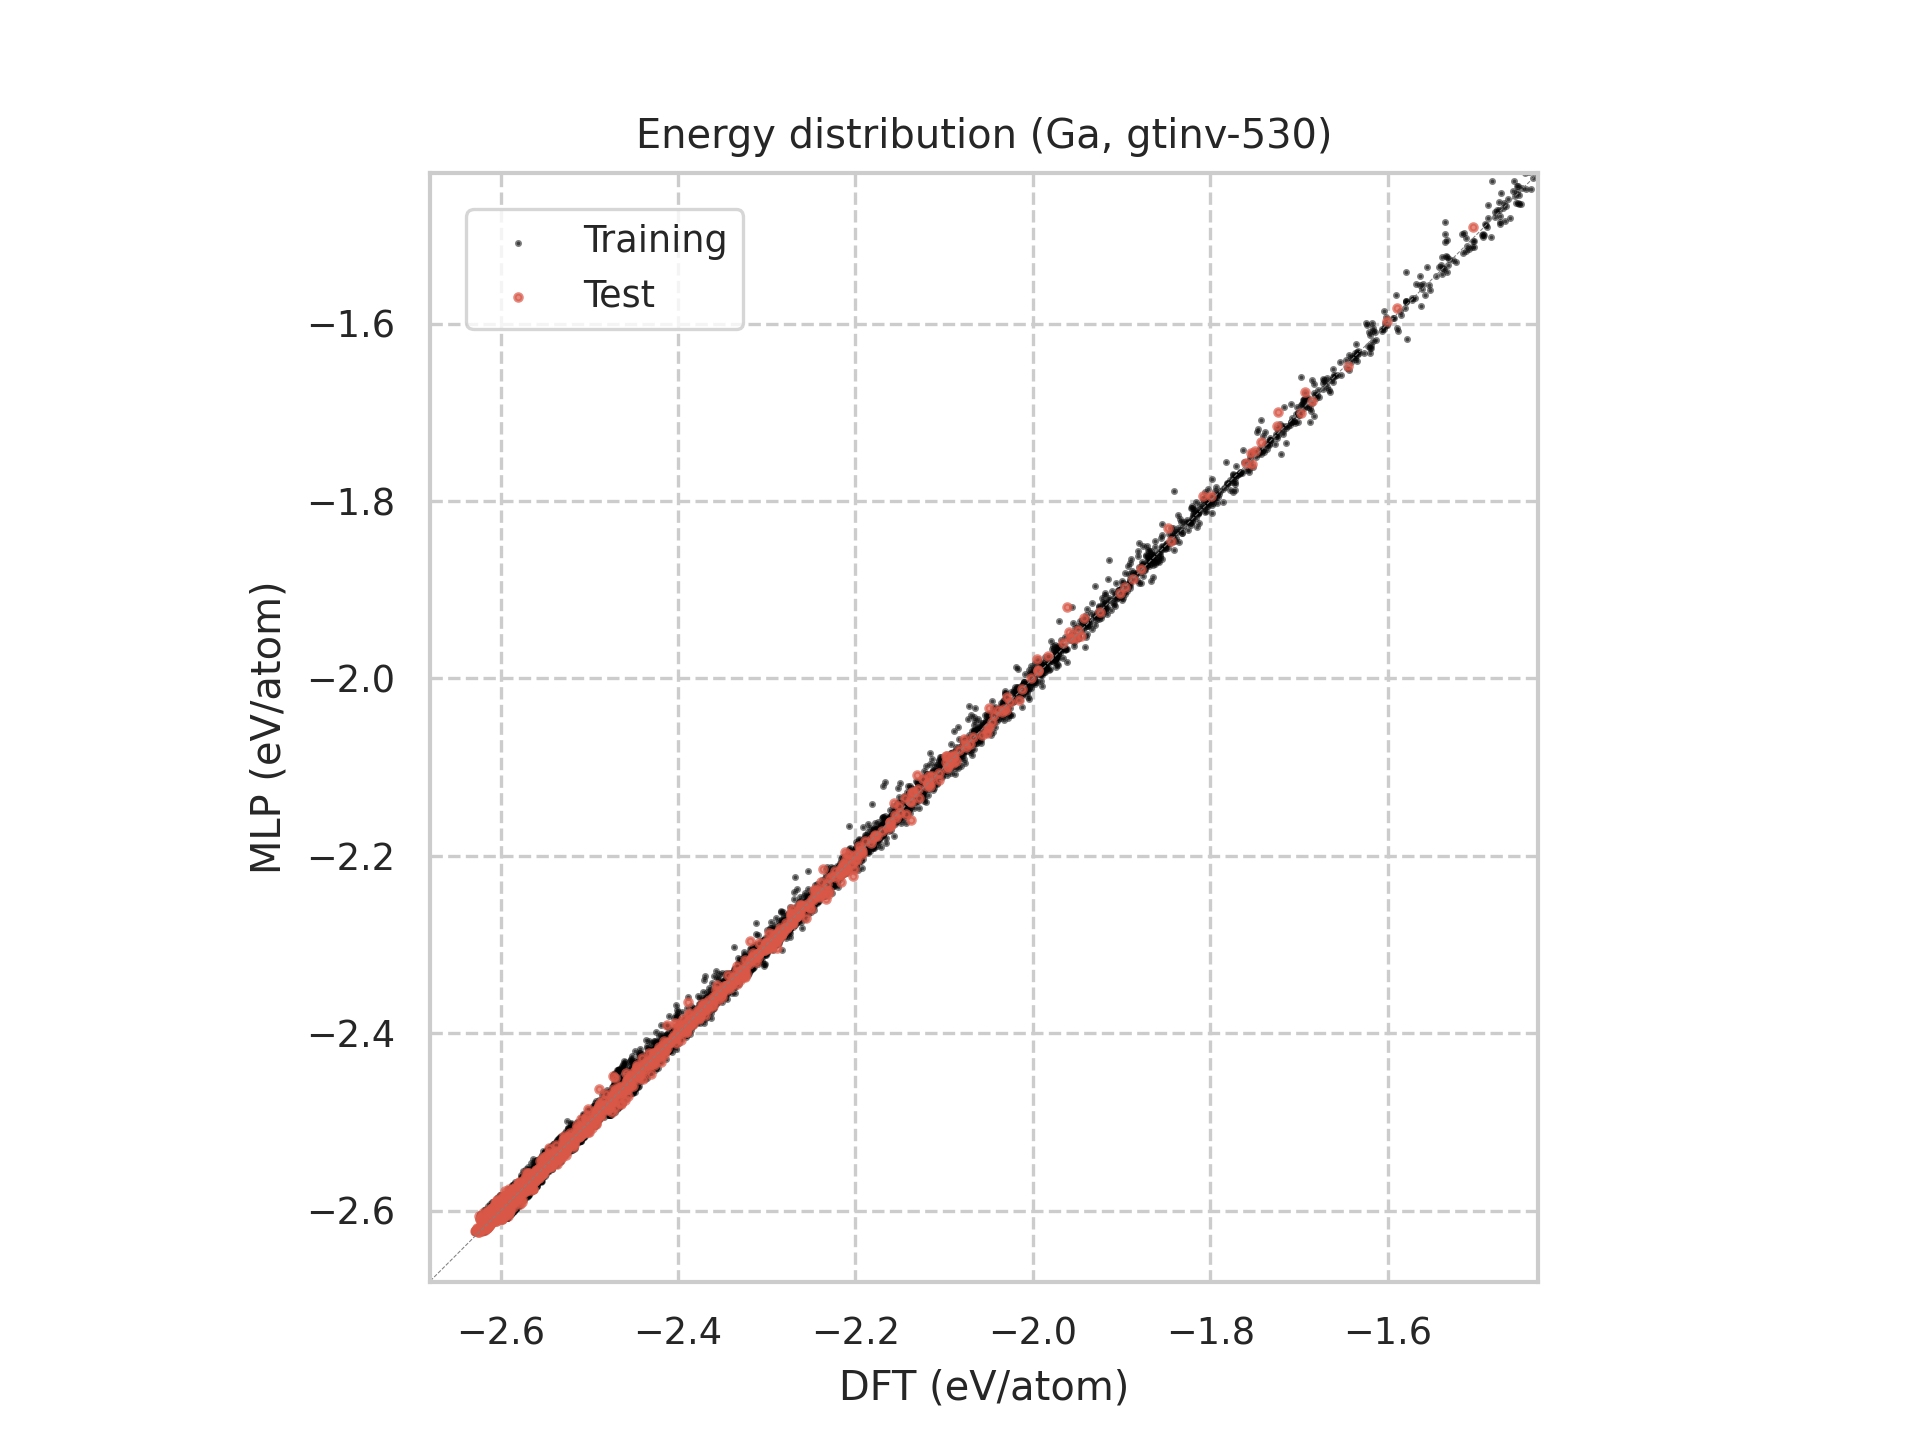 Energy distribution (Ga, gtinv-530)
Training
Test
MLP (eV/atom)
−1.6
−1.8
−2.0
−2.2
−2.4
−2.6
−2.6 −2.4 −2.2 −2.0 −1.8 −1.6
DFT (eV/atom)